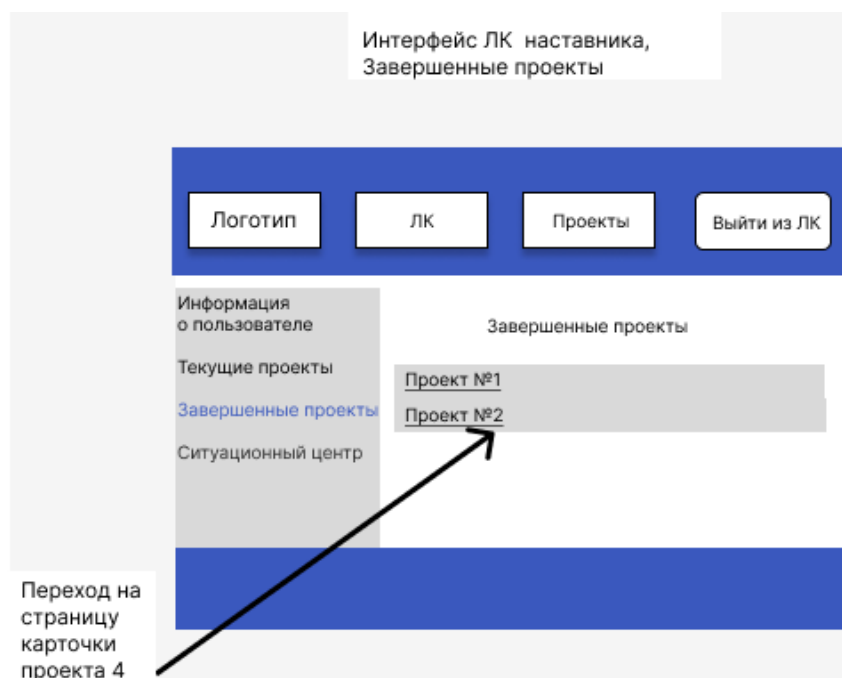 Интерфейс ЛК наставника,
Завершенные проекты
Логотип
ЛК
Проекты
Выйти из ЛК
Информация
о пользователе
Текущие проекты
Завершенные проекты
Ситуационный центр
Завершенные проекты
Проект №1
Проект №2
Переход на
страницу
карточки
проекта 4